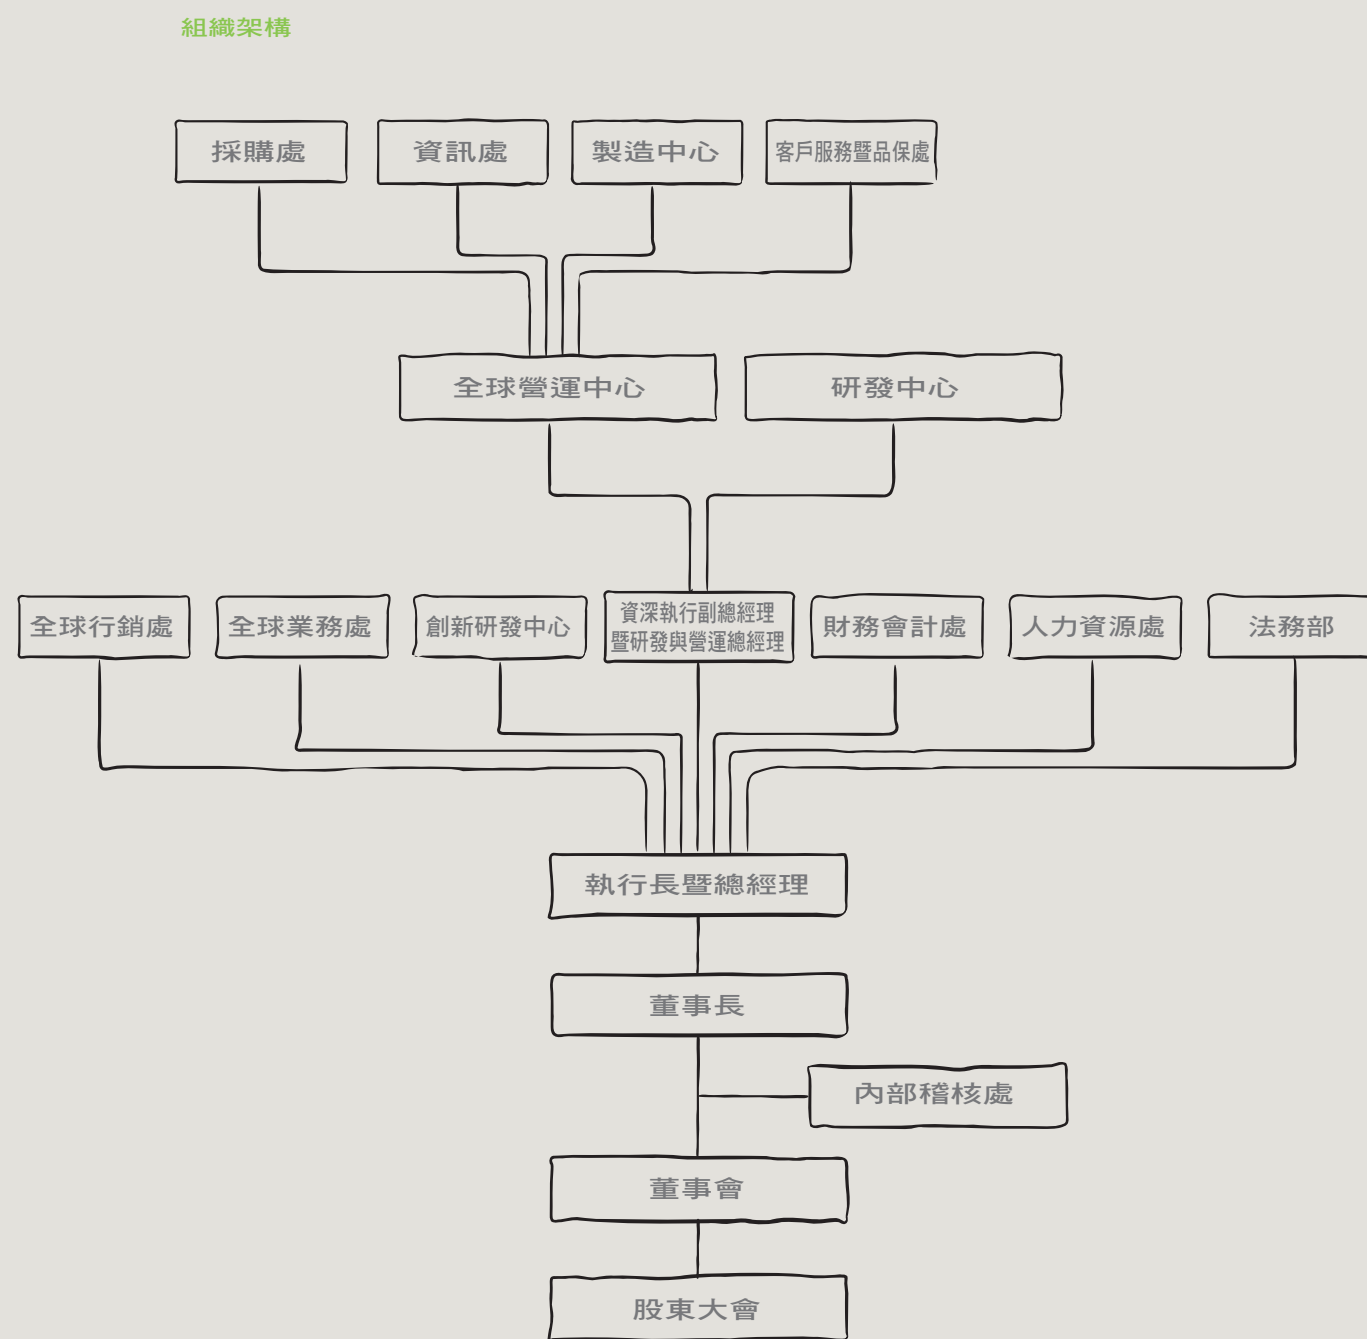 組織架構
採購處
資訊處
製造中心
客戶服務暨品保處
全球營運中心
研發中心
全球行銷處
全球業務處
創新研發中心
資深執行副總經理
暨研發與營運總經理
財務會計處
人力資源處
法務部
執行長暨總經理
董事長
內部稽核處
董事會
股東大會